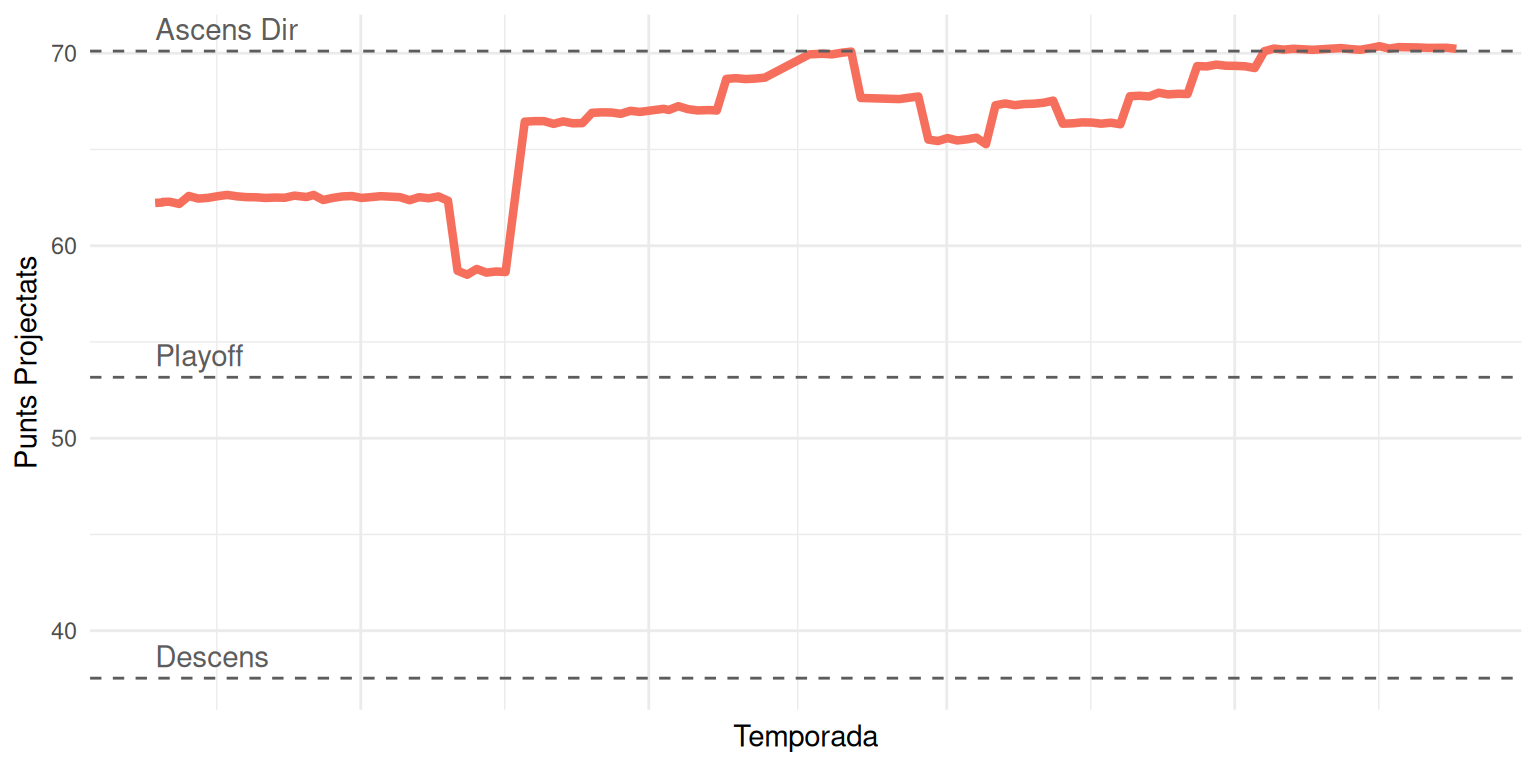 Ascens Dir
70
60
Playoff
50
40
Descens
Punts Projectats
Temporada